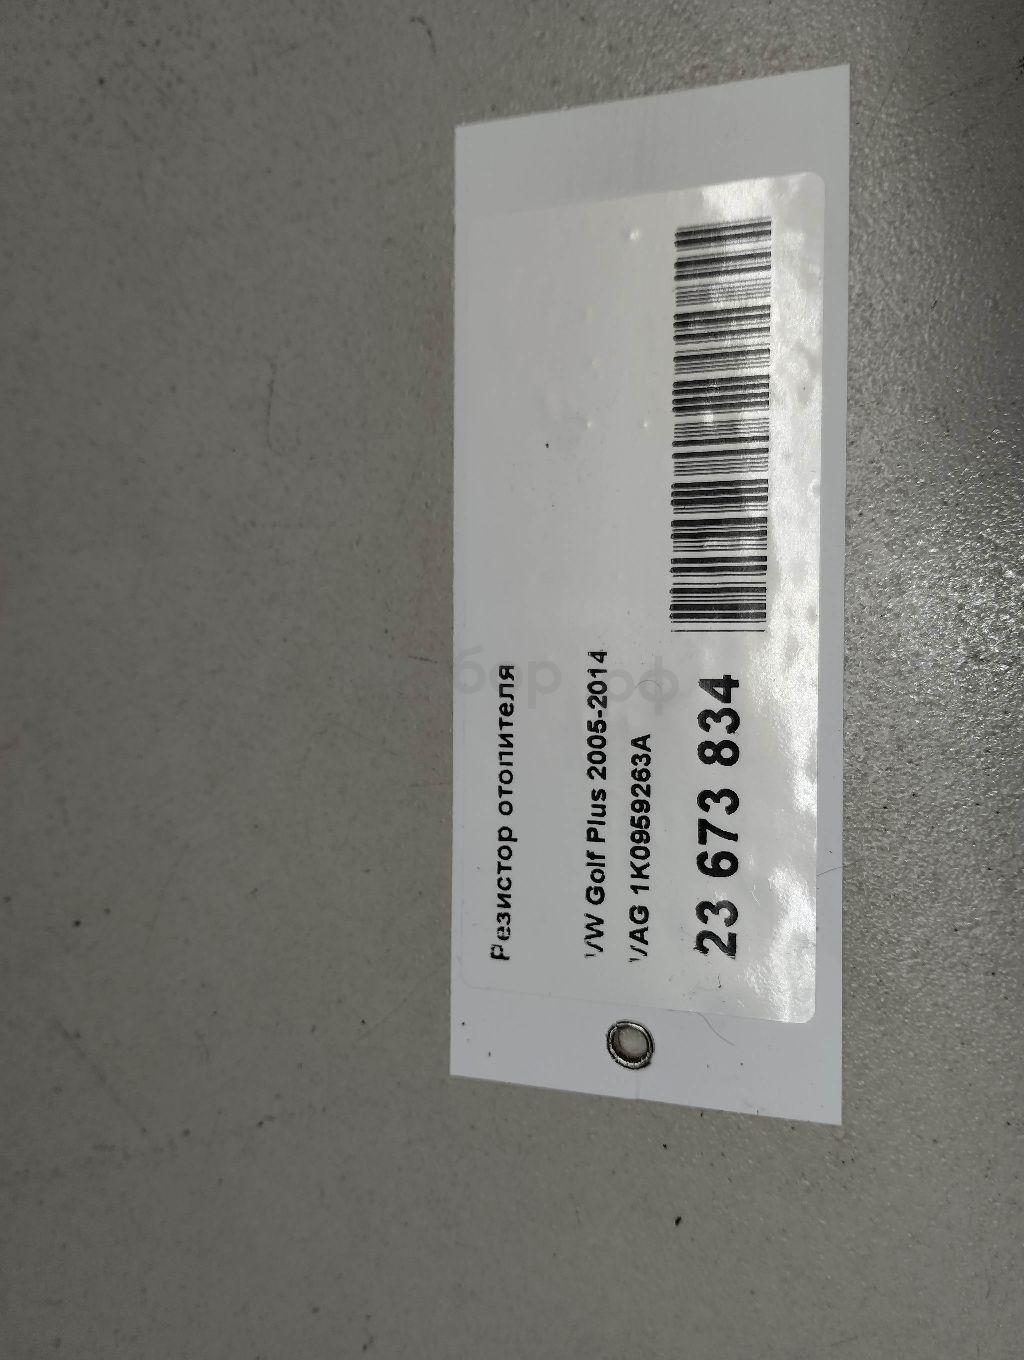 Резистор отопителя
VW Golf Plus 2005-2014
VAG 1K0959263A
23 673 834